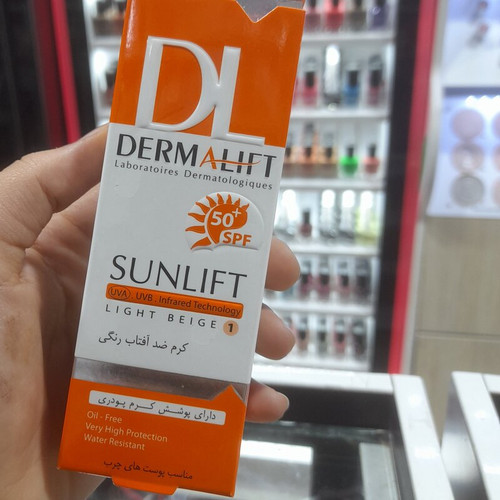 DL
DERMALIFT
Laboratoires Dermatologiques
50+
SPF
SUNLIFT
UVA UVB . Infrared Technology
LIGHT BEIGE 1
کرم ضد آفتاب رنگی
دارای پوشش کرم پودری
Oil - Free
Very High Protection
Water Resistant
مناسب پوست های چرب